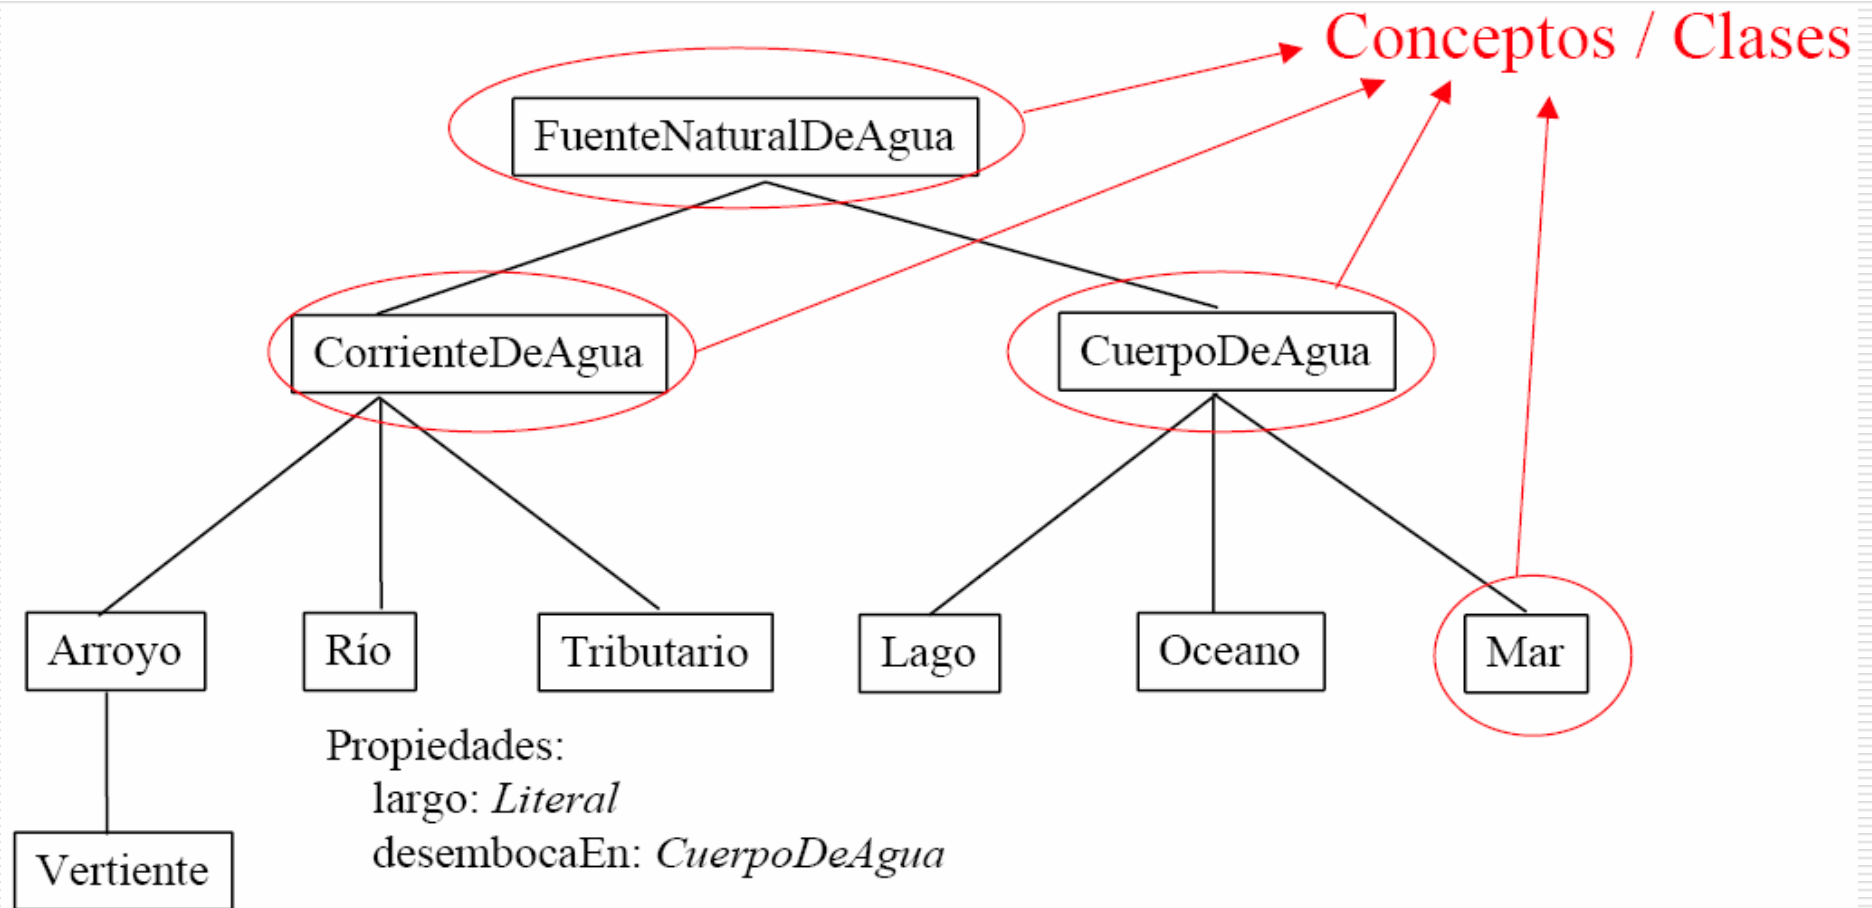 Conceptos / Clases
FuenteNaturalDeAgua
CorrienteDeAgua
CuerpoDeAgua
Arroyo
Río
Tributario
Lago
Oceano
Mar
Propiedades:
largo: Literal
desembocaEn: CuerpoDeAgua
Vertiente